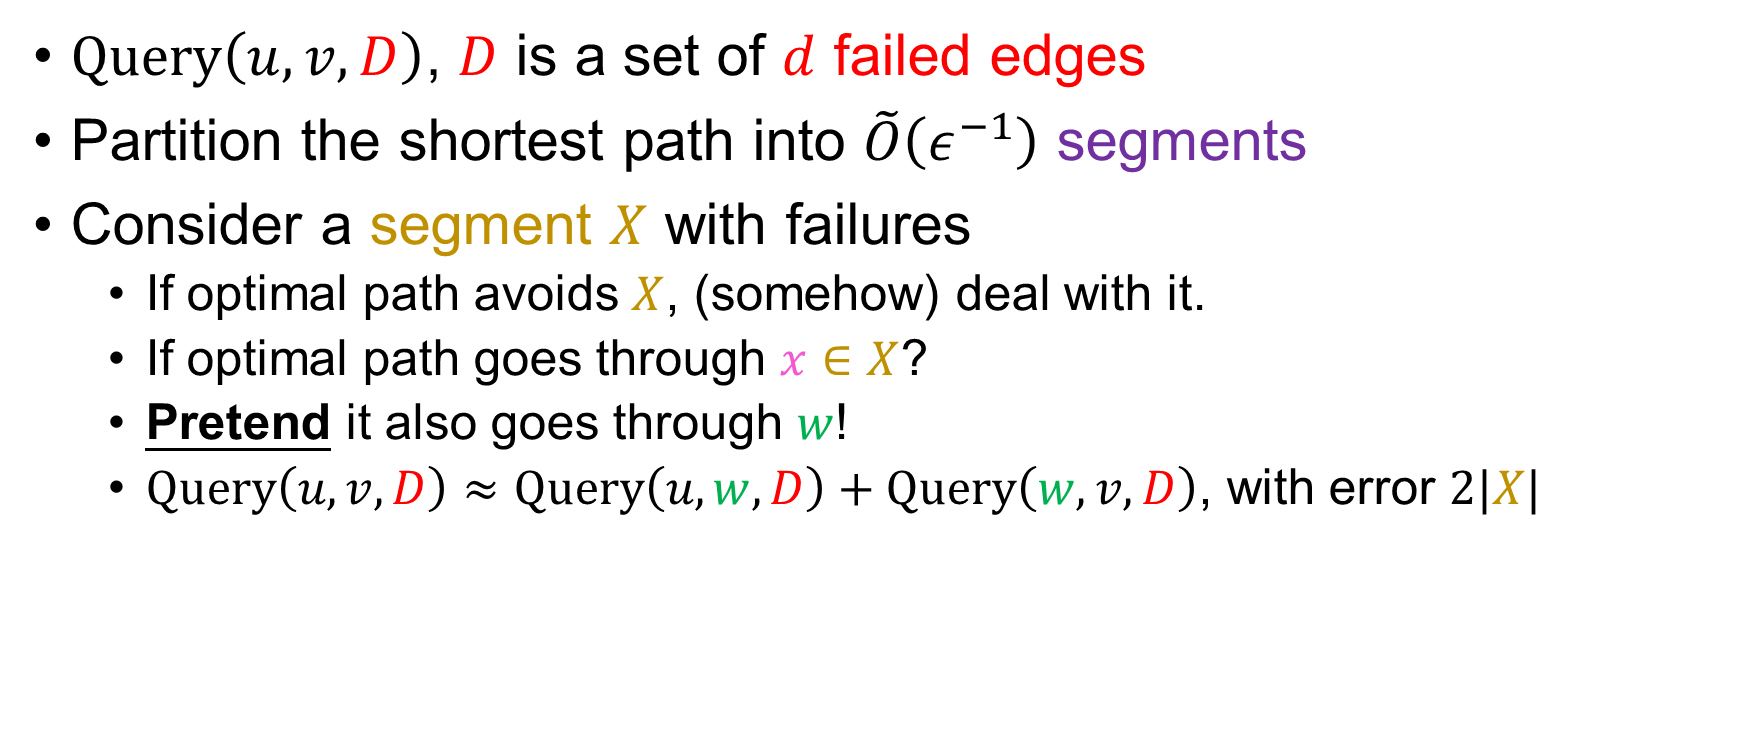 • Query(u, v, D), D is a set of d failed edges
• Partition the shortest path into Õ(ϵ⁻¹) segments
• Consider a segment X with failures
• If optimal path avoids X, (somehow) deal with it.
• If optimal path goes through x ∈ X?
• Pretend it also goes through w!
• Query(u, v, D) ≈ Query(u, w, D) + Query(w, v, D), with error 2|X|